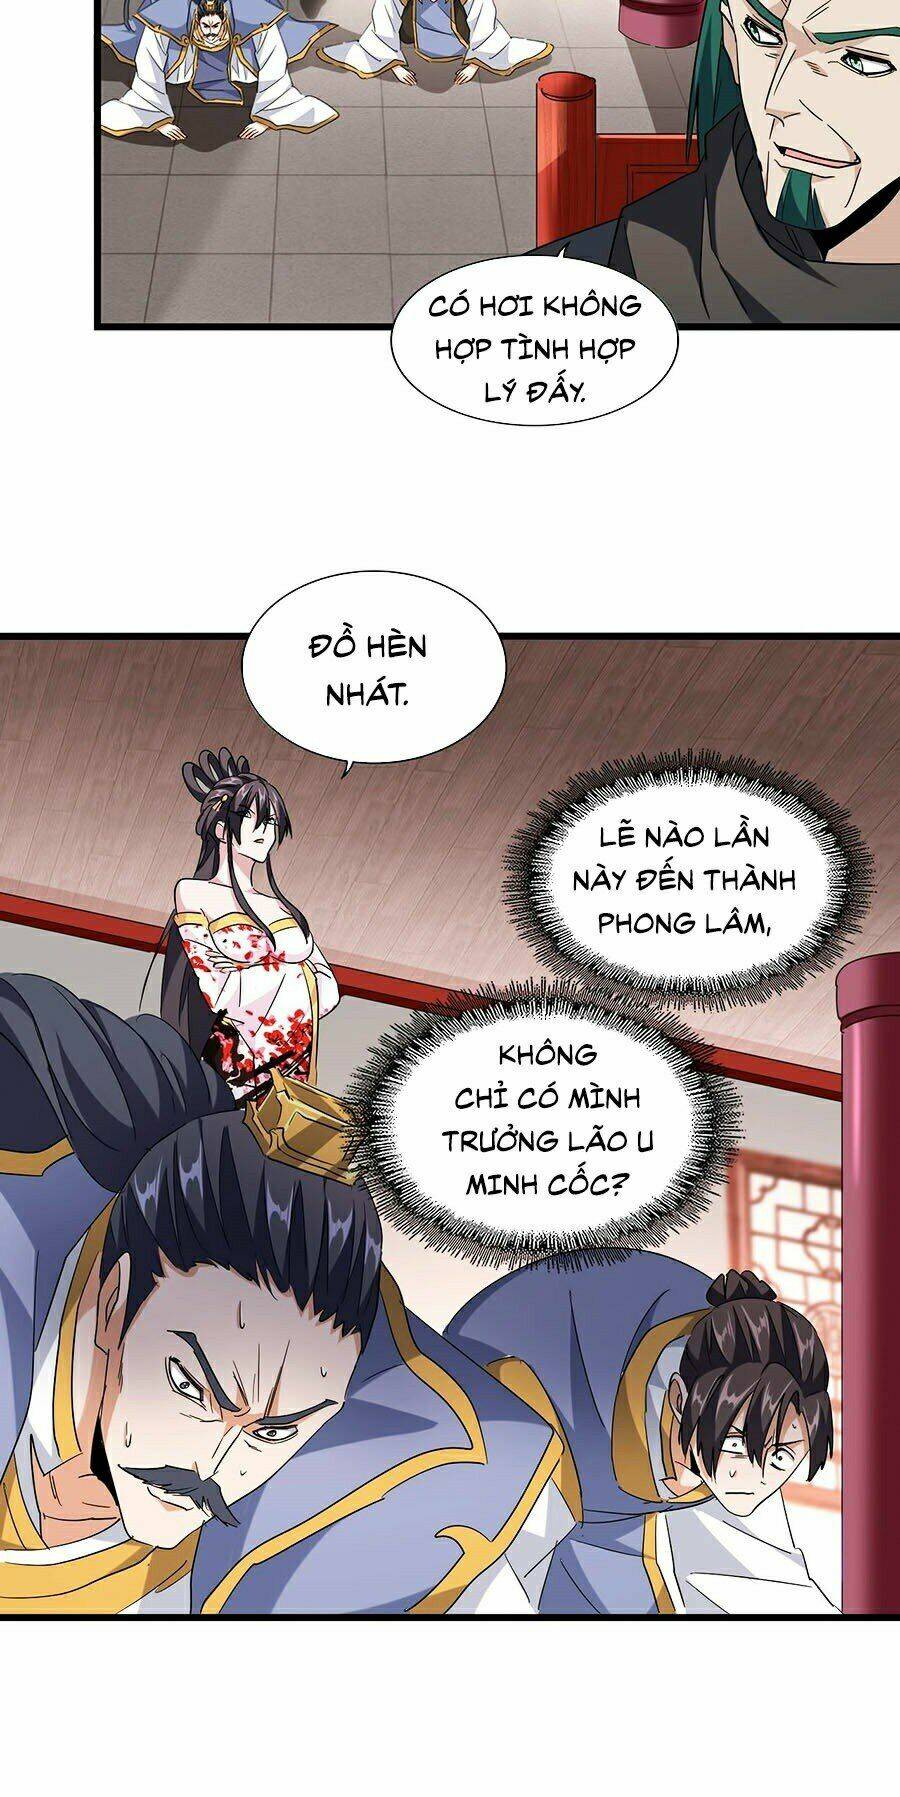 CÓ HƠI KHÔNG
HỢP TÌNH HỢP
LÝ ĐẤY.
ĐỒ HÈN
NHÁT.
LẼ NÀO LẦN
NÀY ĐẾN THÀNH
PHONG LÂM,
KHÔNG
CHỈ CÓ MÌNH
TRƯỞNG LÃO U
MINH CỐC?